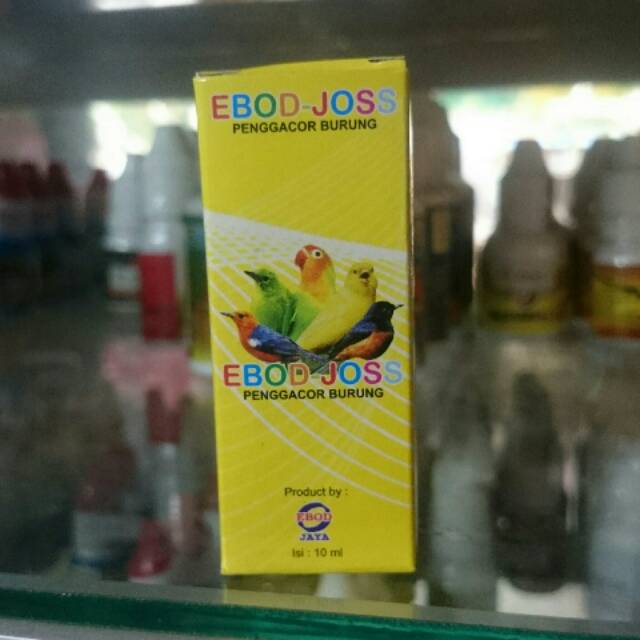 EBOD-JOSS
PENGGACOR BURUNG
EBOD-JOSS
PENGGACOR BURUNG
Product by :
EBOD
JAYA
Isi : 10 ml